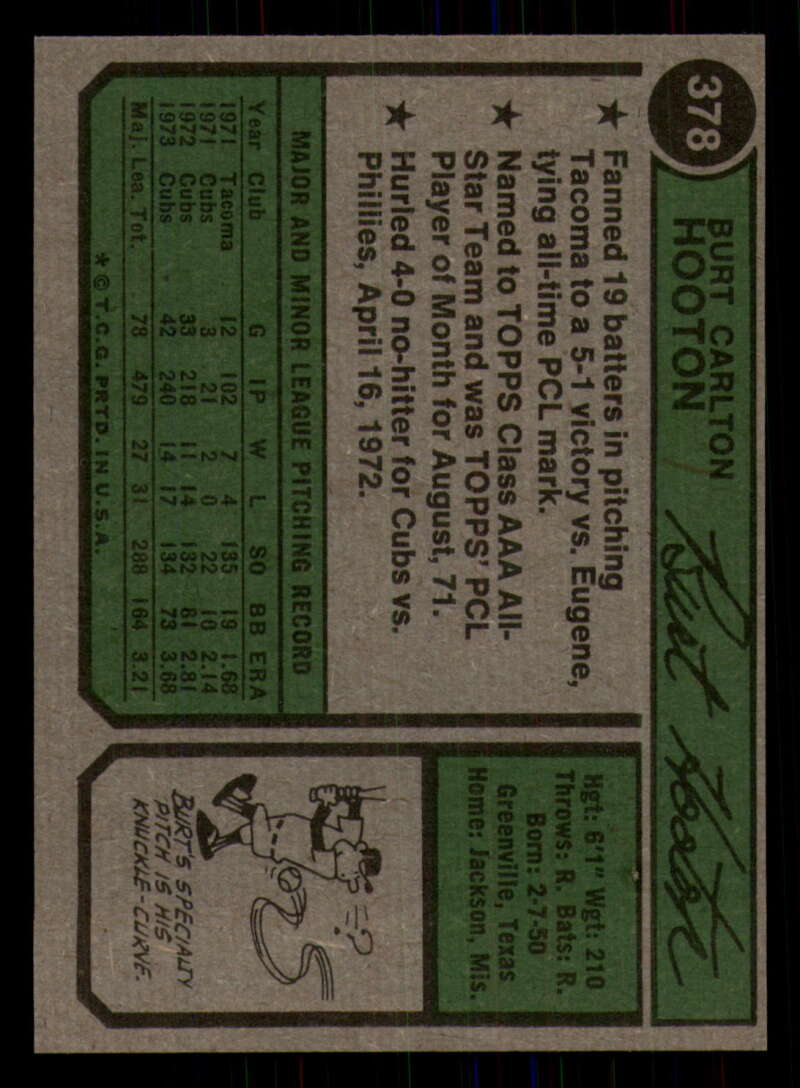 378
BURT CARLTON
HOOTON
Burt Hooton
★ Fanned 19 batters in pitching
Tacoma to a 5-1 victory vs. Eugene,
tying all-time PCL mark.
★ Named to TOPPS Class AAA All-
Star Team and was TOPPS' PCL
Player of Month for August, 71.
★ Hurled 4-0 no-hitter for Cubs vs.
Phillies, April 16, 1972.
MAJOR AND MINOR LEAGUE PITCHING RECORD
Year Club G IP W L SO BB ERA
1971 Tacoma 12 102 7 4 135 19 1.68
1971 Cubs 3 21 2 0 22 10 2.14
1972 Cubs 33 218 11 14 132 81 2.81
1973 Cubs 42 240 14 17 134 73 3.68
Maj. Lea. Tot. 78 479 27 31 288 164 3.21
* © T.C.G. PRTD. IN U.S.A.
Hgt: 6'1" Wgt: 210
Throws: R. Bats: R.
Born: 2-7-50
Greenville, Texas
Home: Jackson, Mis.
=?
BURT'S SPECIALTY
PITCH IS HIS
KNUCKLE-CURVE.